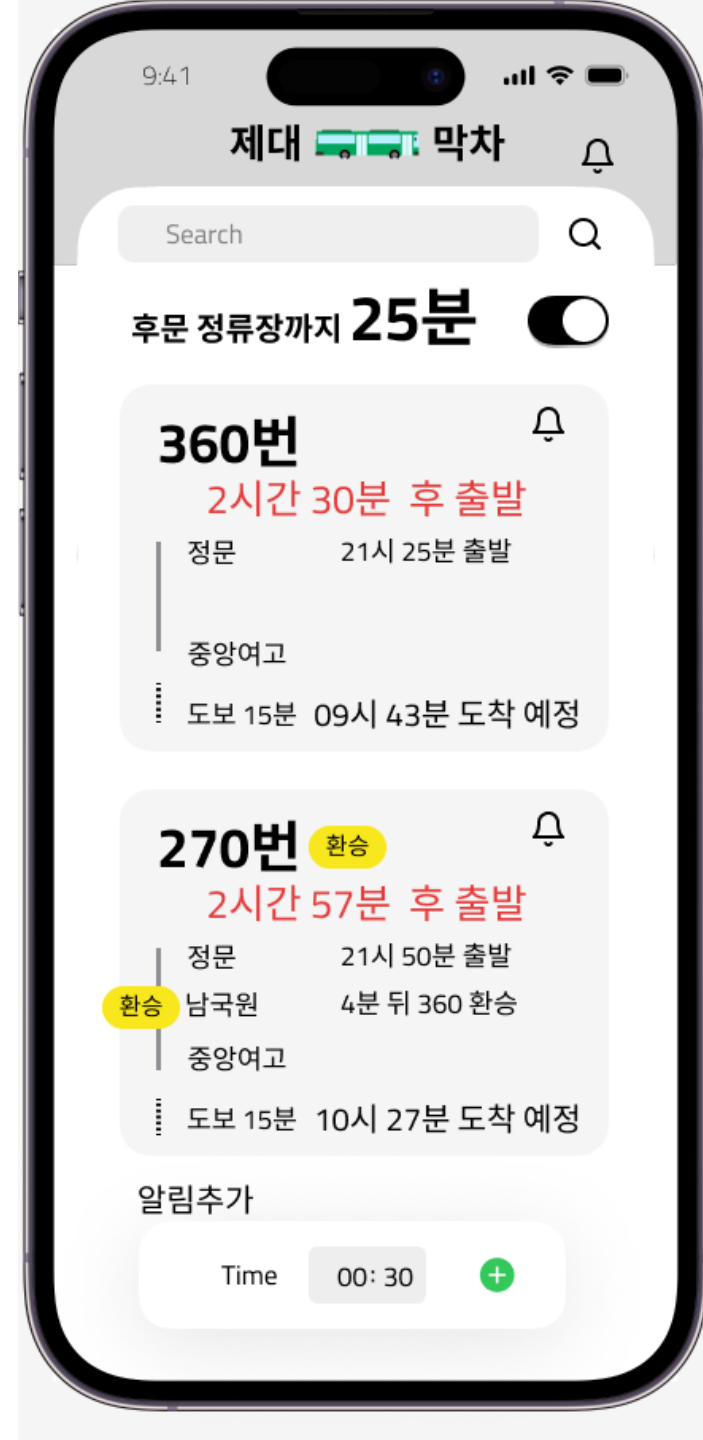 9:41
제대 막차
Search
후문 정류장까지 25분
360번
2시간 30분 후 출발
정문 21시 25분 출발
중앙여고
도보 15분 09시 43분 도착 예정
270번 환승
2시간 57분 후 출발
정문 21시 50분 출발
환승 남국원 4분 뒤 360 환승
중앙여고
도보 15분 10시 27분 도착 예정
알림추가
Time 00: 30